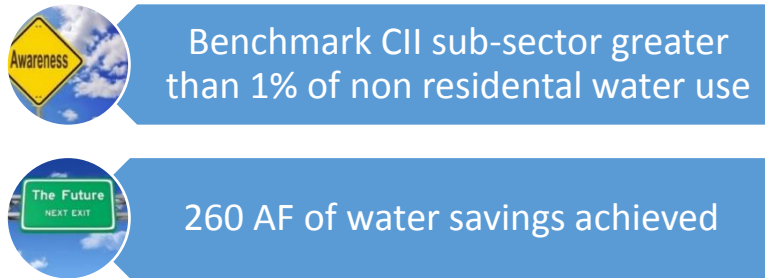 Awareness
Benchmark CII sub-sector greater
than 1% of non residental water use
The Future
NEXT EXIT
260 AF of water savings achieved